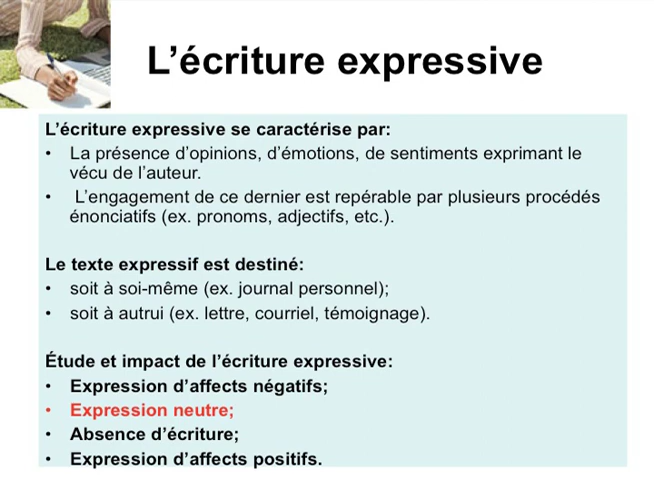 L'écriture expressive
L'écriture expressive se caractérise par:
• La présence d'opinions, d'émotions, de sentiments exprimant le
vécu de l'auteur.
• L'engagement de ce dernier est repérable par plusieurs procédés
énonciatifs (ex. pronoms, adjectifs, etc.).
Le texte expressif est destiné:
• soit à soi-même (ex. journal personnel);
• soit à autrui (ex. lettre, courriel, témoignage).
Étude et impact de l'écriture expressive:
• Expression d'affects négatifs;
• Expression neutre;
• Absence d'écriture;
• Expression d'affects positifs.